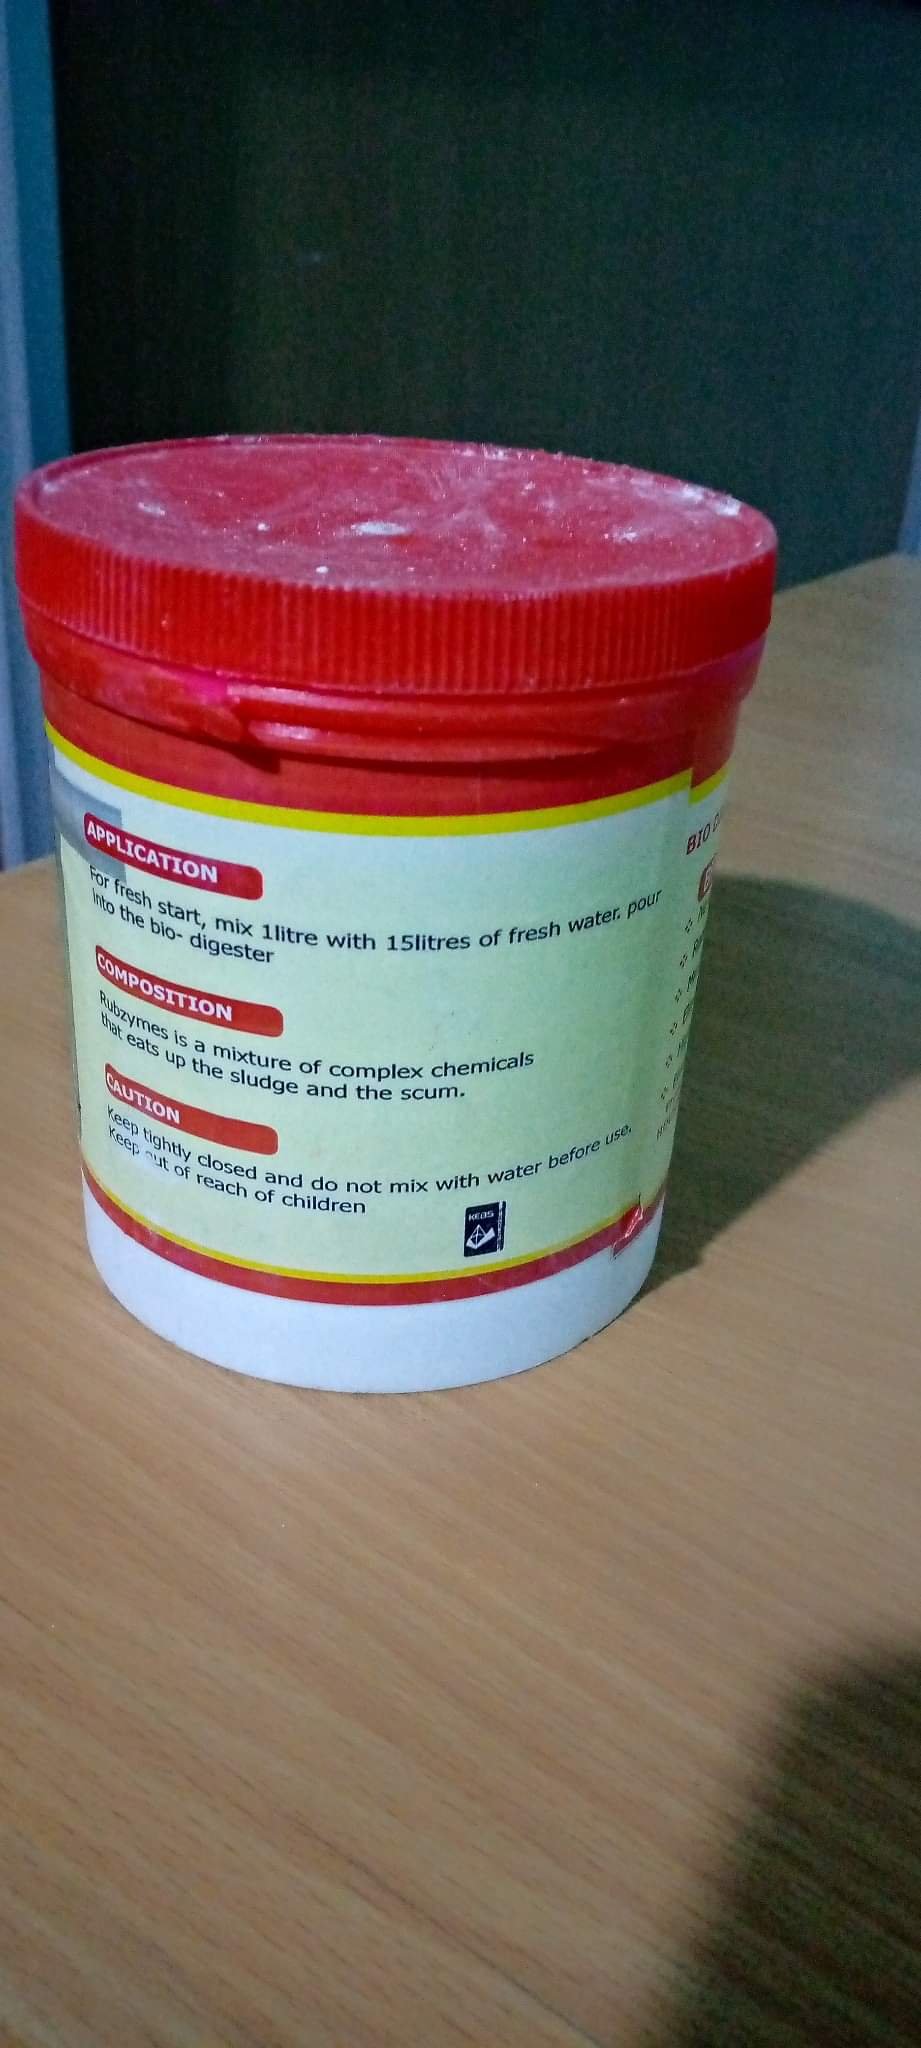 APPLICATION
For fresh start, mix 1litre with 15litres of fresh water. pour
into the bio- digester
COMPOSITION
Rubzymes is a mixture of complex chemicals
that eats up the sludge and the scum.
CAUTION
Keep tightly closed and do not mix with water before use.
Keep out of reach of children
KEBS
BIO